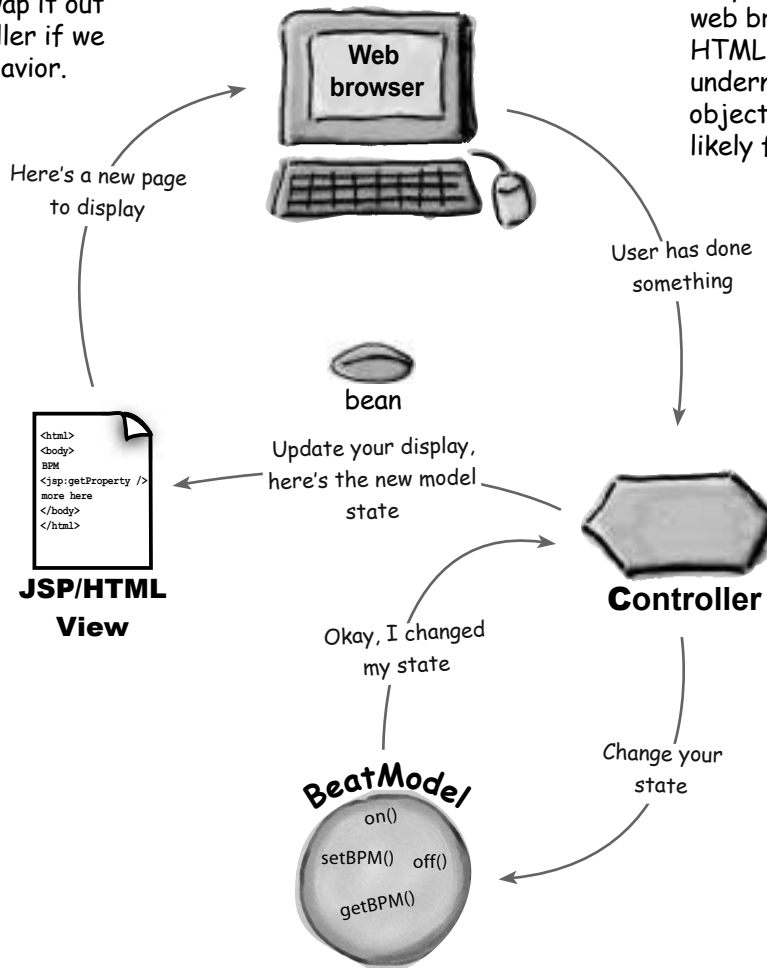 wap it out
ller if we
avior.
web br
HTML
undern
object
likely f
Web
browser
Here's a new page
to display
User has done
something
bean
Update your display,
here's the new model
state
<html>
<body>
BPM
<jsp:getProperty />
more here
</body>
</html>
JSP/HTML
View
Controller
Okay, I changed
my state
Change your
state
BeatModel
on()
setBPM() off()
getBPM()